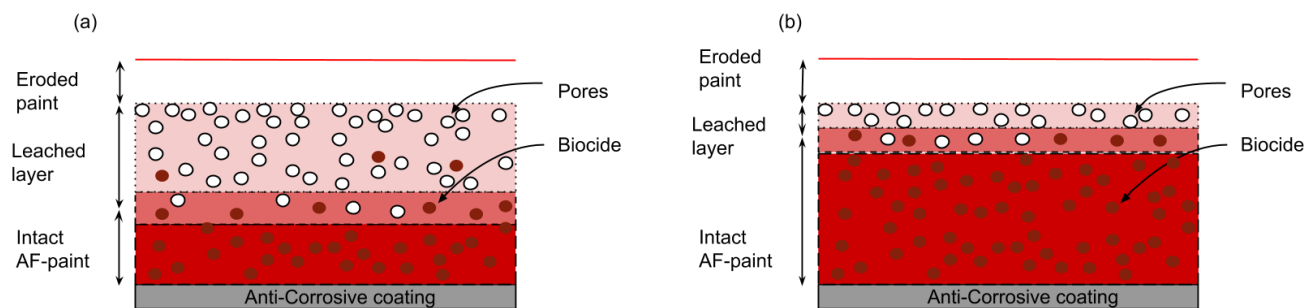 (a)
Eroded
paint
Leached
layer
Intact
AF-paint
Pores
Biocide
Anti-Corrosive coating
(b)
Eroded
paint
Leached
layer
Intact
AF-paint
Pores
Biocide
Anti-Corrosive coating